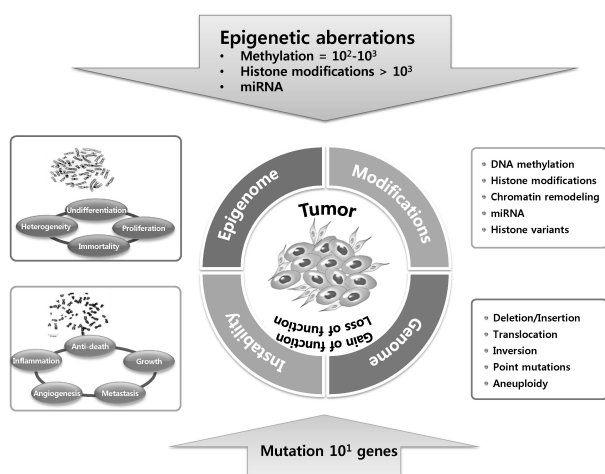 Epigenetic aberrations
• Methylation = 10²-10³
• Histone modifications > 10³
• miRNA
Undifferentiation
Heterogeneity
Proliferation
Immortality
Anti-death
Inflammation
Growth
Angiogenesis
Metastasis
Epigenome
Modifications
Tumor
Gain of function
Loss of function
Instability
Genome
DNA methylation
Histone modifications
Chromatin remodeling
miRNA
Histone variants
Deletion/Insertion
Translocation
Inversion
Point mutations
Aneuploidy
Mutation 10¹ genes